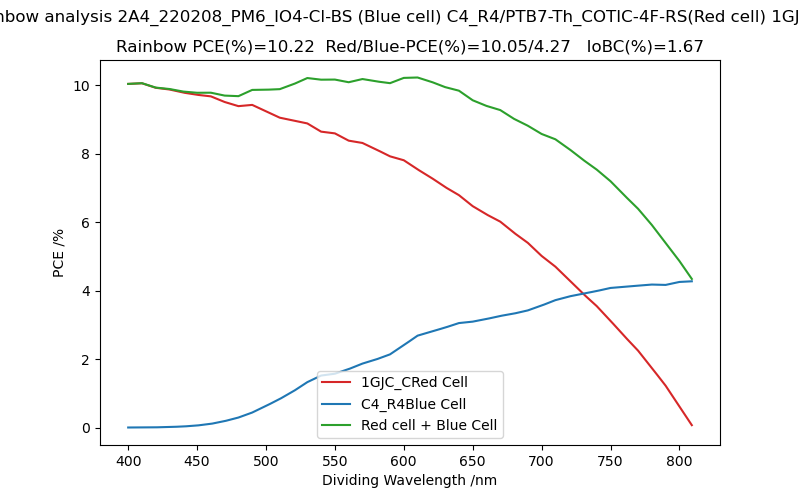 nbow analysis 2A4_220208_PM6_IO4-Cl-BS (Blue cell) C4_R4/PTB7-Th_COTIC-4F-RS(Red cell) 1GJ
Rainbow PCE(%)=10.22 Red/Blue-PCE(%)=10.05/4.27 IoBC(%)=1.67
10
8
6
4
2
0
PCE /%
1GJC_CRed Cell
C4_R4Blue Cell
Red cell + Blue Cell
400 450 500 550 600 650 700 750 800
Dividing Wavelength /nm